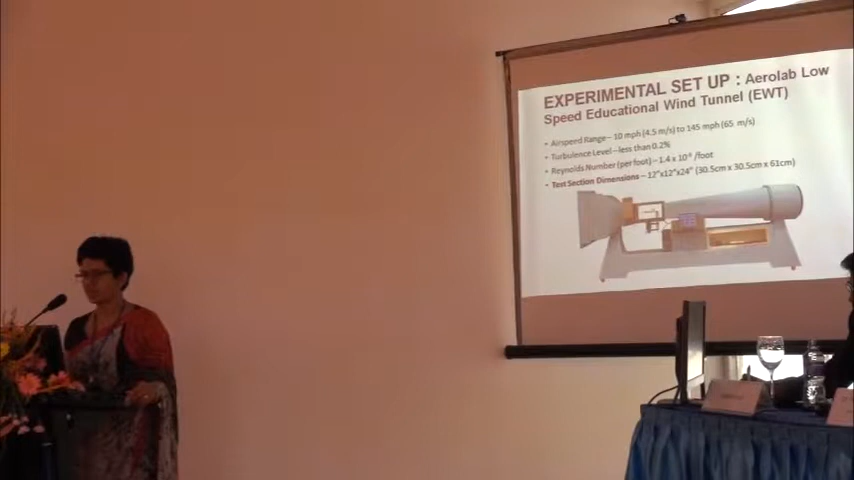 EXPERIMENTAL SET UP : Aerolab Low
Speed Educational Wind Tunnel (EWT)
• Airspeed Range– 10 mph (4.5 m/s) to 145 mph (65 m/s)
• Turbulence Level –less than 0.2%
• Reynolds Number (per foot)– 1.4 x 10⁶ /foot
• Test Section Dimensions – 12"x12"x24" (30.5cm x 30.5cm x 61cm)